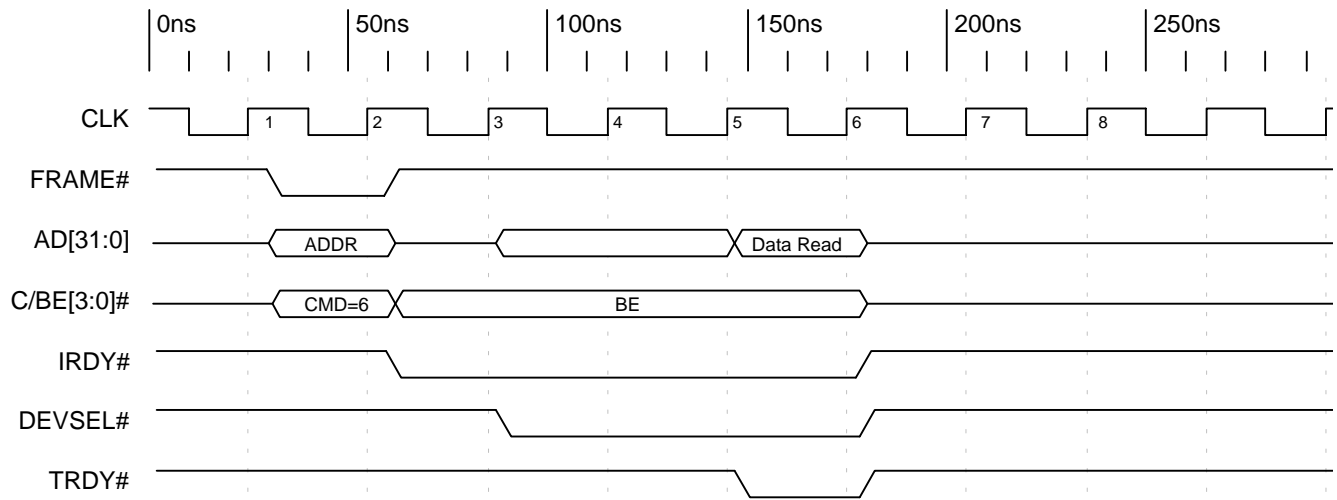 0ns 50ns 100ns 150ns 200ns 250ns
CLK 1 2 3 4 5 6 7 8
FRAME#
AD[31:0] ADDR Data Read
C/BE[3:0]# CMD=6 BE
IRDY#
DEVSEL#
TRDY#